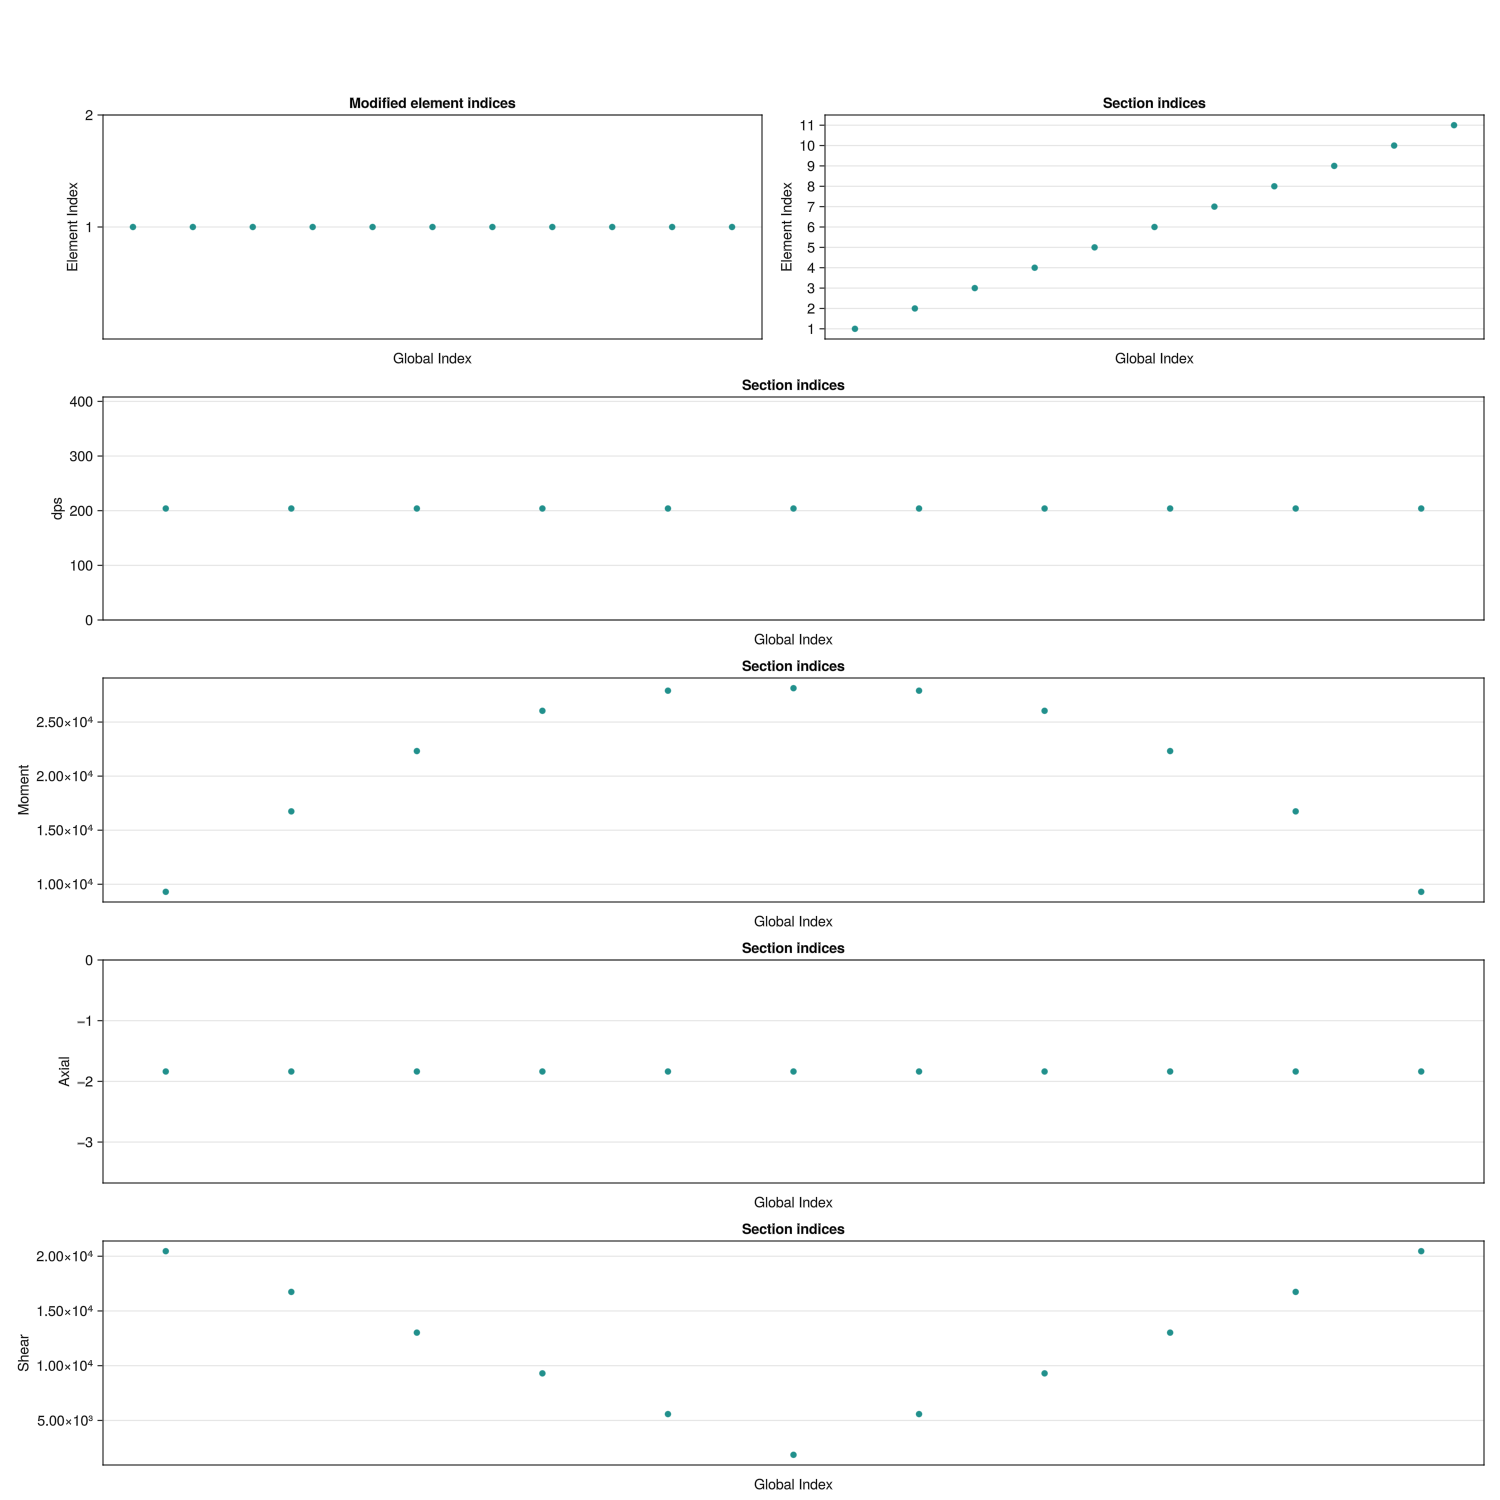 Modified element indices
2
1
Element Index
Global Index
Section indices
11
10
9
8
7
6
5
4
3
2
1
Element Index
Global Index
Section indices
400
300
200
100
0
dps
Global Index
Section indices
2.50×10⁴
2.00×10⁴
1.50×10⁴
1.00×10⁴
Moment
Global Index
Section indices
0
−1
−2
−3
Axial
Global Index
Section indices
2.00×10⁴
1.50×10⁴
1.00×10⁴
5.00×10³
Shear
Global Index